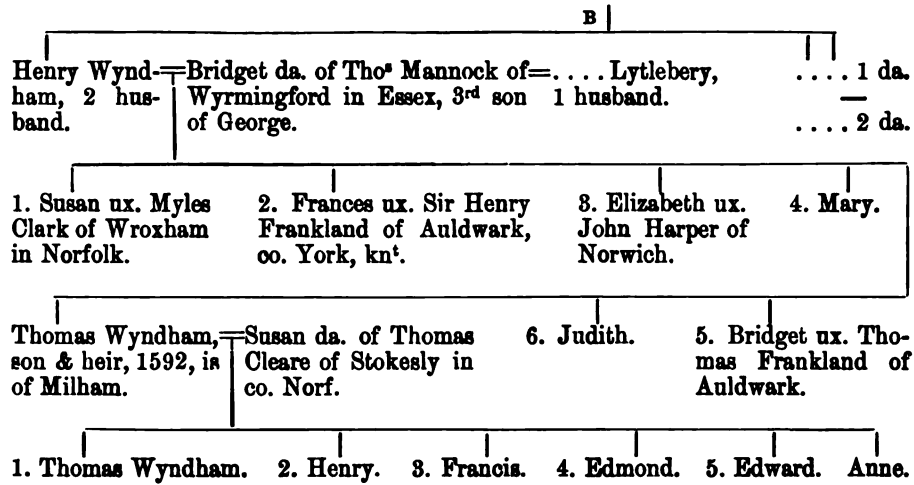 B
Henry Wynd-=Bridget da. of Thoˢ Mannock of=.... Lytlebery, .... 1 da.
ham, 2 hus- Wyrmingford in Essex, 3ʳᵈ son 1 husband. —
band. of George. .... 2 da.
1. Susan ux. Myles 2. Frances ux. Sir Henry 3. Elizabeth ux. 4. Mary.
Clark of Wroxham Frankland of Auldwark, John Harper of
in Norfolk. co. York, knᵗ. Norwich.
Thomas Wyndham,=Susan da. of Thomas 6. Judith. 5. Bridget ux. Tho-
son & heir, 1592, is Cleare of Stokesly in mas Frankland of
of Milham. co. Norf. Auldwark.
1. Thomas Wyndham. 2. Henry. 3. Francis. 4. Edmond. 5. Edward. Anne.